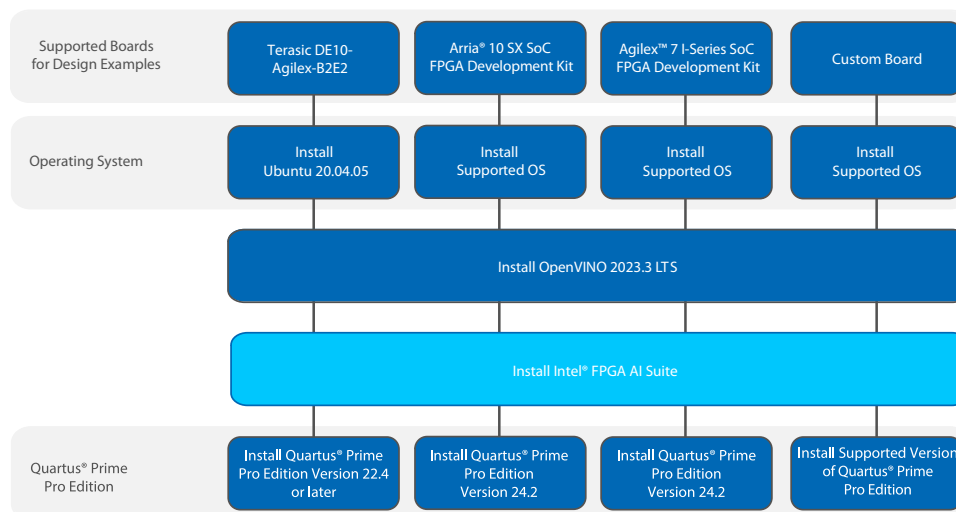 Supported Boards
for Design Examples
Terasic DE10-
Agilex-B2E2
Arria® 10 SX SoC
FPGA Development Kit
Agilex™ 7 I-Series SoC
FPGA Development Kit
Custom Board
Operating System
Install
Ubuntu 20.04.05
Install
Supported OS
Install
Supported OS
Install
Supported OS
Install OpenVINO 2023.3 LTS
Install Intel® FPGA AI Suite
Quartus® Prime
Pro Edition
Install Quartus® Prime
Pro Edition Version 22.4
or later
Install Quartus® Prime
Pro Edition
Version 24.2
Install Quartus® Prime
Pro Edition
Version 24.2
Install Supported Version
of Quartus® Prime
Pro Edition